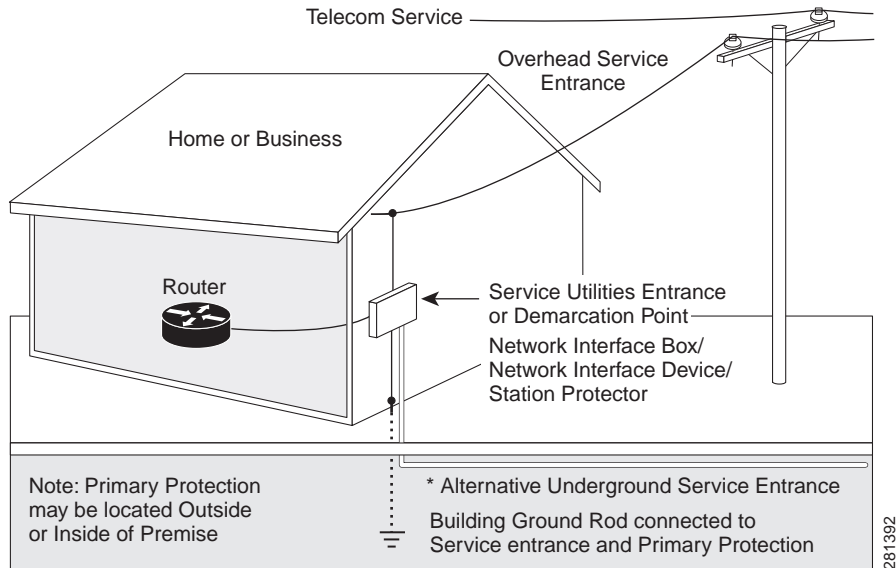 Telecom Service
Overhead Service
Entrance
Home or Business
Router
Service Utilities Entrance
or Demarcation Point
Network Interface Box/
Network Interface Device/
Station Protector
Note: Primary Protection
may be located Outside
or Inside of Premise
* Alternative Underground Service Entrance
Building Ground Rod connected to
Service entrance and Primary Protection
281392